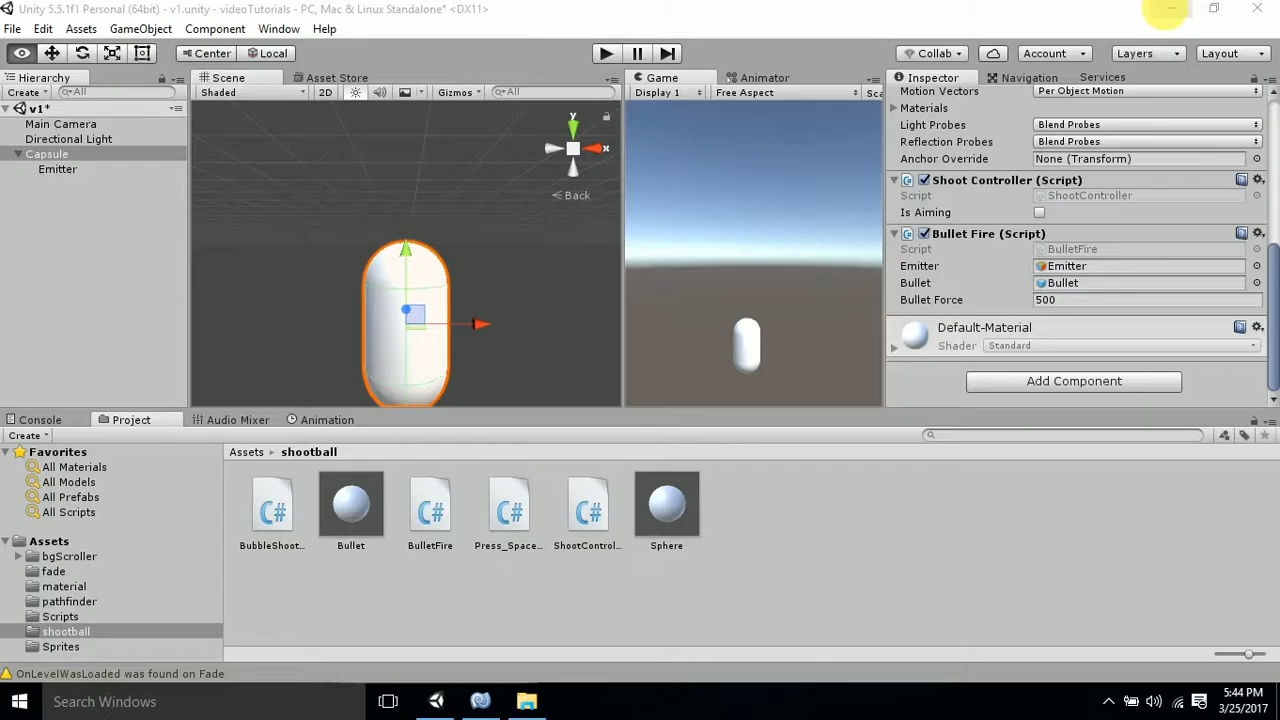 Unity 5.5.1f1 Personal (64bit) - v1.unity - videoTutorials - PC, Mac & Linux Standalone* <DX11>
File Edit Assets GameObject Component Window Help
Center Local Collab Account Layers Layout
Hierarchy Scene Asset Store Game Animator Inspector Navigation Services
Create All Shaded 2D Gizmos All Display 1 Free Aspect Sca
Motion Vectors Per Object Motion
v1*
Materials
Main Camera
Light Probes Blend Probes
Directional Light
Reflection Probes Blend Probes
Capsule
Anchor Override None (Transform)
Emitter
y
x
Back
Shoot Controller (Script)
Script ShootController
Is Aiming
Bullet Fire (Script)
Script BulletFire
Emitter Emitter
Bullet Bullet
Bullet Force 500
Default-Material
Shader Standard
Add Component
Console Project Audio Mixer Animation
Create
Favorites
All Materials
All Models
All Prefabs
All Scripts
Assets
bgScroller
fade
material
pathfinder
Scripts
shootball
Sprites
Assets shootball
C# C# C# C#
BubbleShoot... Bullet BulletFire Press_Space... ShootControl... Sphere
OnLevelWasLoaded was found on Fade
Search Windows
5:44 PM
3/25/2017